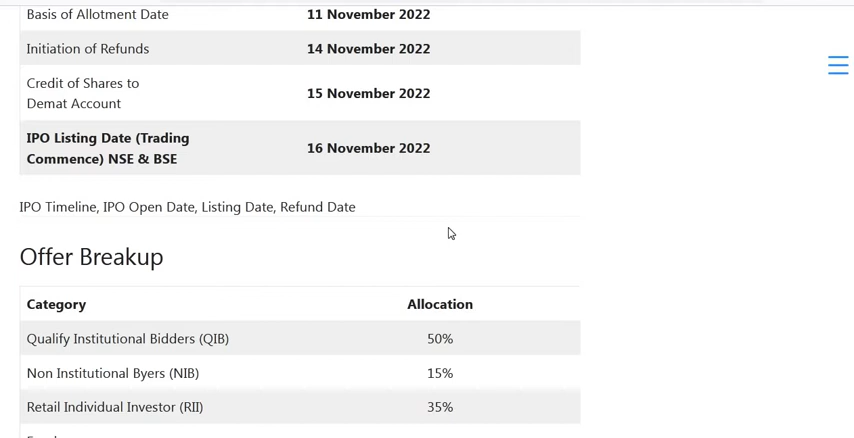 Basis of Allotment Date 11 November 2022
Initiation of Refunds 14 November 2022
Credit of Shares to
Demat Account 15 November 2022
IPO Listing Date (Trading
Commence) NSE & BSE 16 November 2022
IPO Timeline, IPO Open Date, Listing Date, Refund Date
Offer Breakup
Category Allocation
Qualify Institutional Bidders (QIB) 50%
Non Institutional Byers (NIB) 15%
Retail Individual Investor (RII) 35%